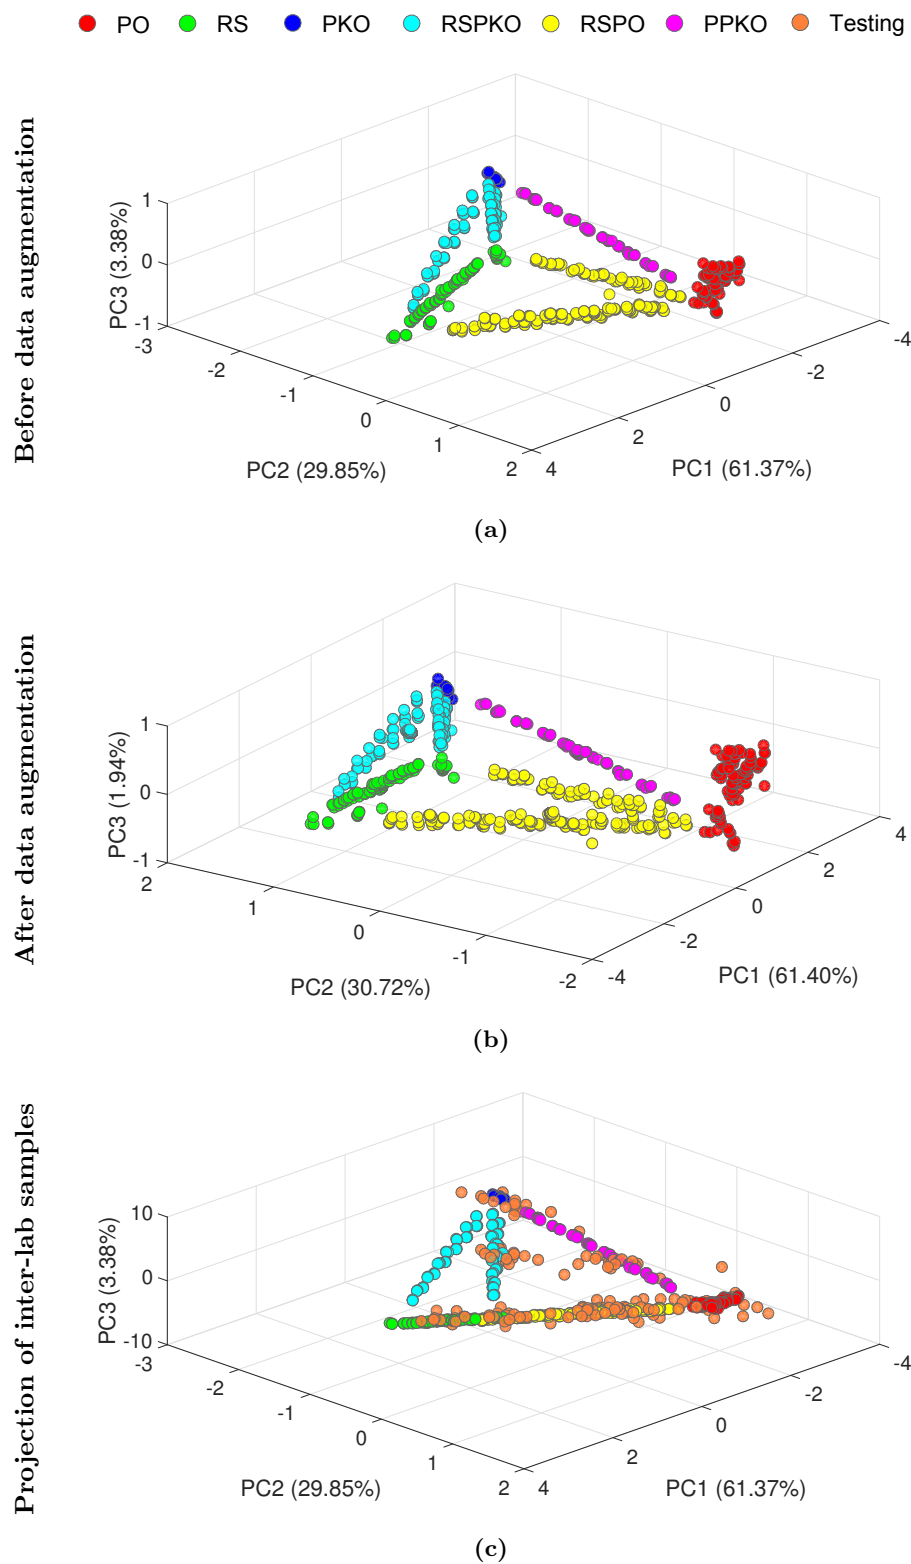 PO RS PKO RSPKO RSPO PPKO Testing
Before data augmentation
PC3 (3.38%)
1
0
-1
-3
-2
-1
0
1
2
PC2 (29.85%)
4
2
0
-2
-4
PC1 (61.37%)
(a)
After data augmentation
PC3 (1.94%)
1
0
-1
2
1
0
-1
-2
PC2 (30.72%)
-4
-2
0
2
4
PC1 (61.40%)
(b)
Projection of inter-lab samples
PC3 (3.38%)
10
0
-10
-3
-2
-1
0
1
2
PC2 (29.85%)
4
2
0
-2
-4
PC1 (61.37%)
(c)